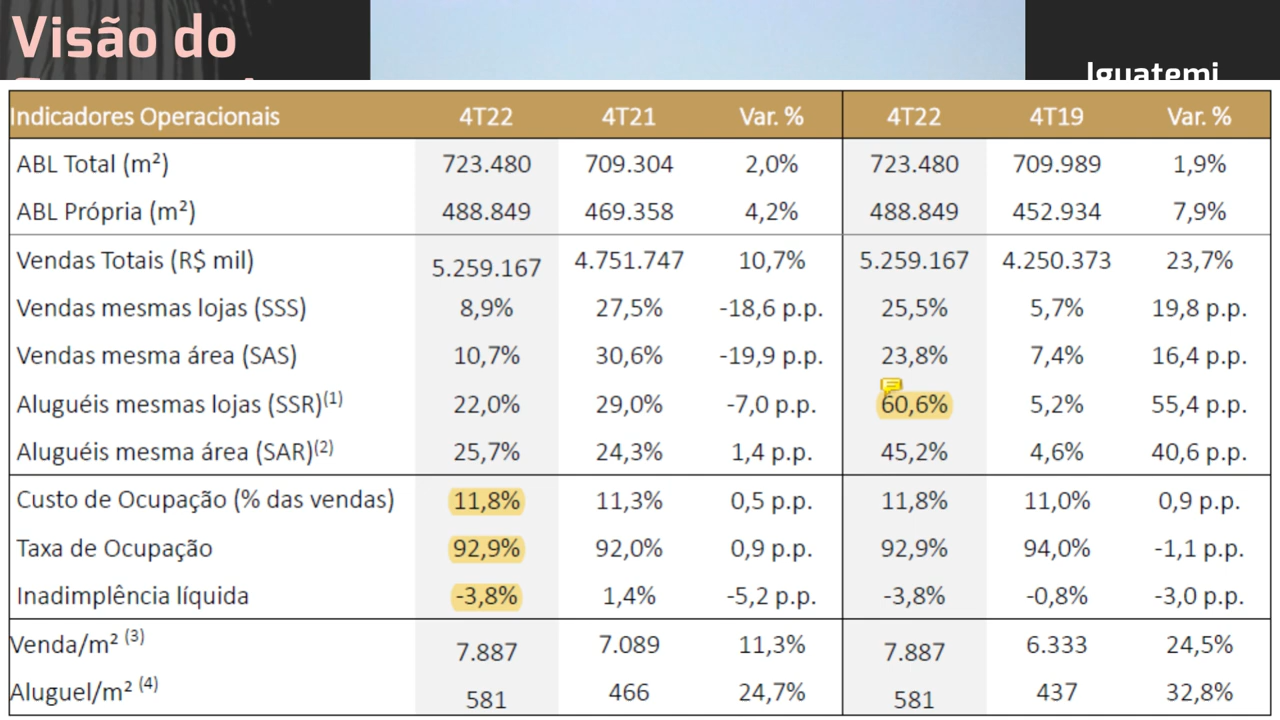 Visão do
Iguatemi
Indicadores Operacionais 4T22 4T21 Var. % 4T22 4T19 Var. %
ABL Total (m²) 723.480 709.304 2,0% 723.480 709.989 1,9%
ABL Própria (m²) 488.849 469.358 4,2% 488.849 452.934 7,9%
Vendas Totais (R$ mil) 5.259.167 4.751.747 10,7% 5.259.167 4.250.373 23,7%
Vendas mesmas lojas (SSS) 8,9% 27,5% -18,6 p.p. 25,5% 5,7% 19,8 p.p.
Vendas mesma área (SAS) 10,7% 30,6% -19,9 p.p. 23,8% 7,4% 16,4 p.p.
Aluguéis mesmas lojas (SSR)(1) 22,0% 29,0% -7,0 p.p. 60,6% 5,2% 55,4 p.p.
Aluguéis mesma área (SAR)(2) 25,7% 24,3% 1,4 p.p. 45,2% 4,6% 40,6 p.p.
Custo de Ocupação (% das vendas) 11,8% 11,3% 0,5 p.p. 11,8% 11,0% 0,9 p.p.
Taxa de Ocupação 92,9% 92,0% 0,9 p.p. 92,9% 94,0% -1,1 p.p.
Inadimplência líquida -3,8% 1,4% -5,2 p.p. -3,8% -0,8% -3,0 p.p.
Venda/m² (3) 7.887 7.089 11,3% 7.887 6.333 24,5%
Aluguel/m² (4) 581 466 24,7% 581 437 32,8%